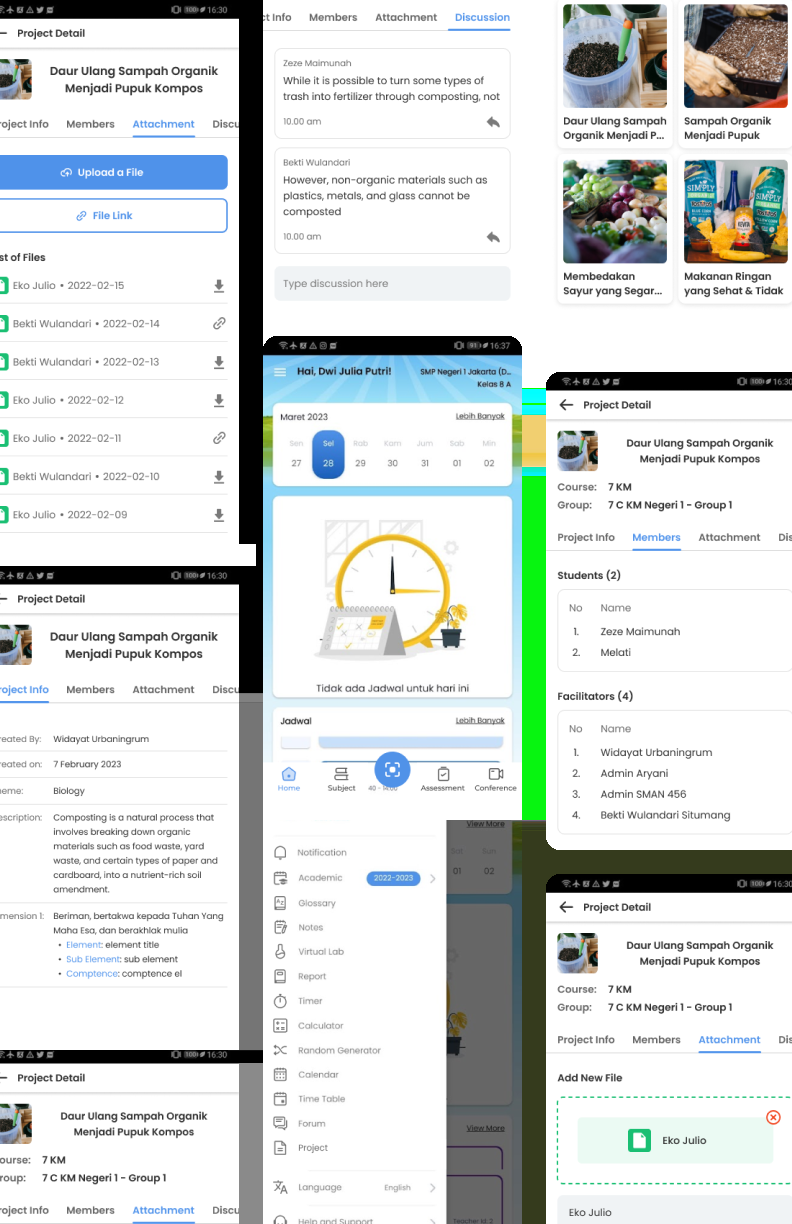 16:30
Project Detail
Daur Ulang Sampah Organik
Menjadi Pupuk Kompos
roject Info Members Attachment Discu
Upload a File
File Link
st of Files
Eko Julio • 2022-02-15
Bekti Wulandari • 2022-02-14
Bekti Wulandari • 2022-02-13
Eko Julio • 2022-02-12
Eko Julio • 2022-02-11
Bekti Wulandari • 2022-02-10
Eko Julio • 2022-02-09
100 16:30
Project Detail
Daur Ulang Sampah Organik
Menjadi Pupuk Kompos
roject Info Members Attachment Discu
reated By: Widayat Urbaningrum
reated on: 7 February 2023
heme: Biology
escription: Composting is a natural process that
involves breaking down organic
materials such as food waste, yard
waste, and certain types of paper and
cardboard, into a nutrient-rich soil
amendment.
mension 1: Beriman, bertakwa kepada Tuhan Yang
Maha Esa, dan berakhlak mulia
• Element: element title
• Sub Element: sub element
• Comptence: comptence el
100 16:30
Project Detail
Daur Ulang Sampah Organik
Menjadi Pupuk Kompos
ourse: 7 KM
roup: 7 C KM Negeri 1 - Group 1
roject Info Members Attachment Discu
ct Info Members Attachment Discussion
Zeze Maimunah
While it is possible to turn some types of
trash into fertilizer through composting, not
10.00 am
Bekti Wulandari
However, non-organic materials such as
plastics, metals, and glass cannot be
composted
10.00 am
Type discussion here
16:37
Hai, Dwi Julia Putri!
SMP Negeri 1 Jakarta (D...
Kelas 8 A
Maret 2023 Lebih Banyak
Sen Sel Rab Kam Jum Sab Min
27 28 29 30 31 01 02
Tidak ada Jadwal untuk hari ini
Jadwal Lebih Banyak
Home Subject Assessment Conference
View More
Sat Sun
01 02
Notification
Academic 2022-2023
Glossary
Notes
Virtual Lab
Report
Timer
Calculator
Random Generator
Calendar
Time Table
Forum
Project
View More
Language English
Help and Support
Teacher Id 2
Daur Ulang Sampah
Organik Menjadi P...
Sampah Organik
Menjadi Pupuk
SIMPLY
SIMPLY
TOSTITOS
Membedakan
Sayur yang Segar...
Makanan Ringan
yang Sehat & Tidak
100 16:30
Project Detail
Daur Ulang Sampah Organik
Menjadi Pupuk Kompos
Course: 7 KM
Group: 7 C KM Negeri 1 - Group 1
Project Info Members Attachment Dis
Students (2)
No Name
1. Zeze Maimunah
2. Melati
Facilitators (4)
No Name
1. Widayat Urbaningrum
2. Admin Aryani
3. Admin SMAN 456
4. Bekti Wulandari Situmang
100 16:30
Project Detail
Daur Ulang Sampah Organik
Menjadi Pupuk Kompos
Course: 7 KM
Group: 7 C KM Negeri 1 - Group 1
Project Info Members Attachment Dis
Add New File
Eko Julio
Eko Julio